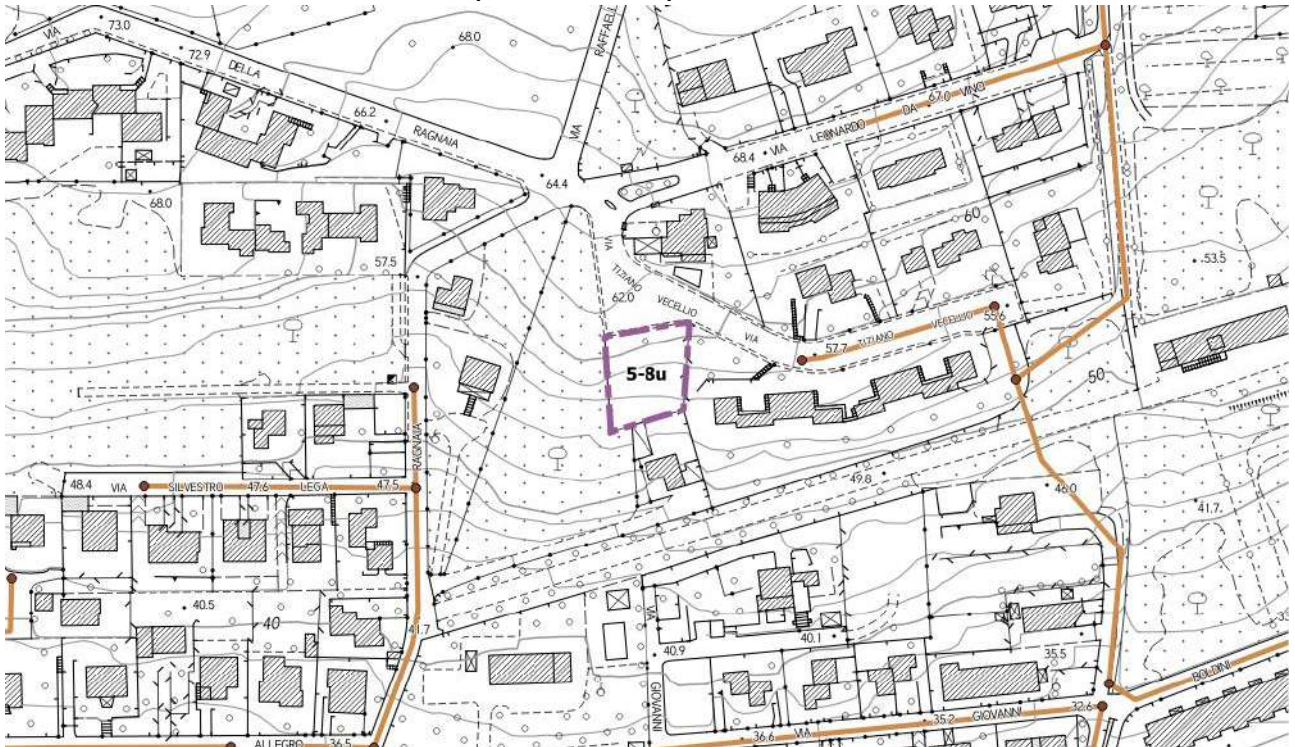 73.0
VIA
72.9
DELLA
68.0
RAFFAELL
66.2
RAGNAIA
VIA
64.4
67.0
LEONARDO DA VINCI
VIA
68.4
68.0
60
57.5
VIA
53.5
TIZIANO
62.0
VECELLIO
VIA
55.6
TIZIANO VECELLIO
57.7
5-8u
50
RAGNAIA
48.4 VIA SILVESTRO 47.6 LEGA 47.5
49.8
46.0
41.7
40.5
40
41.7
VIA
40.1
40.9
35.5
GIOVANNI
BOLDINI
32.6
35.2 GIOVANNI
36.6 VIA
ALLEGRO 36.5